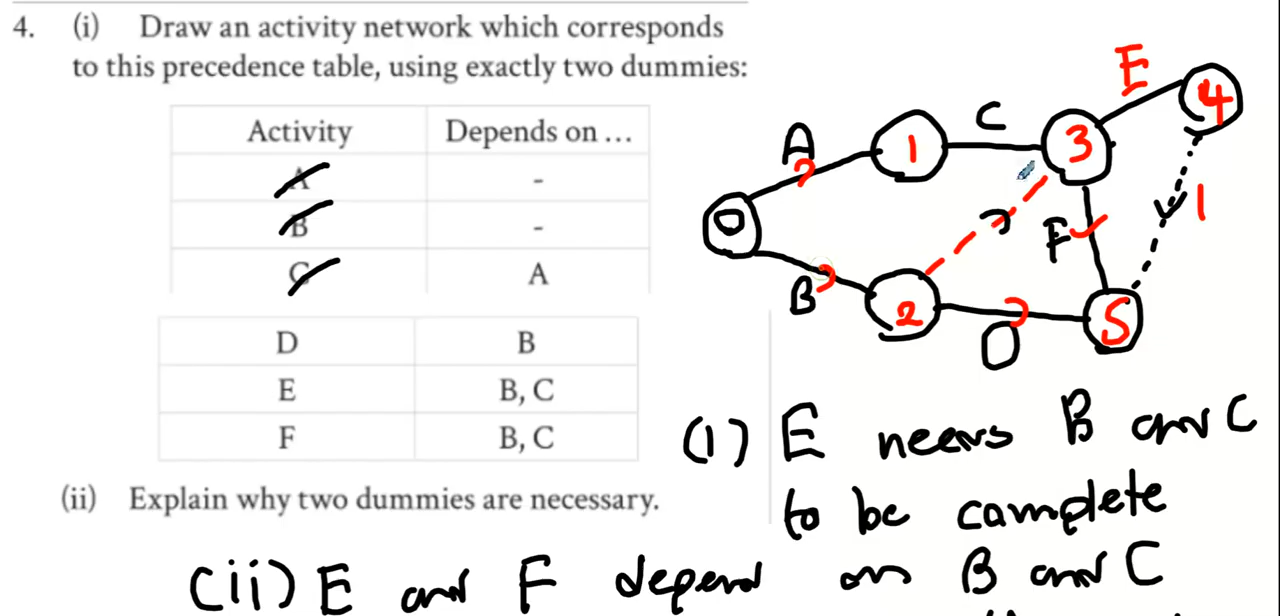 4. (i) Draw an activity network which corresponds
to this precedence table, using exactly two dummies:
Activity Depends on ...
A -
B -
C A
D B
E B, C
F B, C
(ii) Explain why two dummies are necessary.
E
4
C
A
1
3
0
F
1
B
2
5
D
(i) E needs B and C
to be complete
(ii) E and F depend on B and C